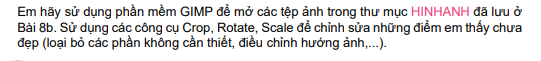 Em hãy sử dụng phần mềm GIMP để mở các tệp ảnh trong thư mục HINHANH đã lưu ở
Bài 8b. Sử dụng các công cụ Crop, Rotate, Scale để chỉnh sửa những điểm em thấy chưa
đẹp (loại bỏ các phần không cần thiết, điều chỉnh hướng ảnh,...).